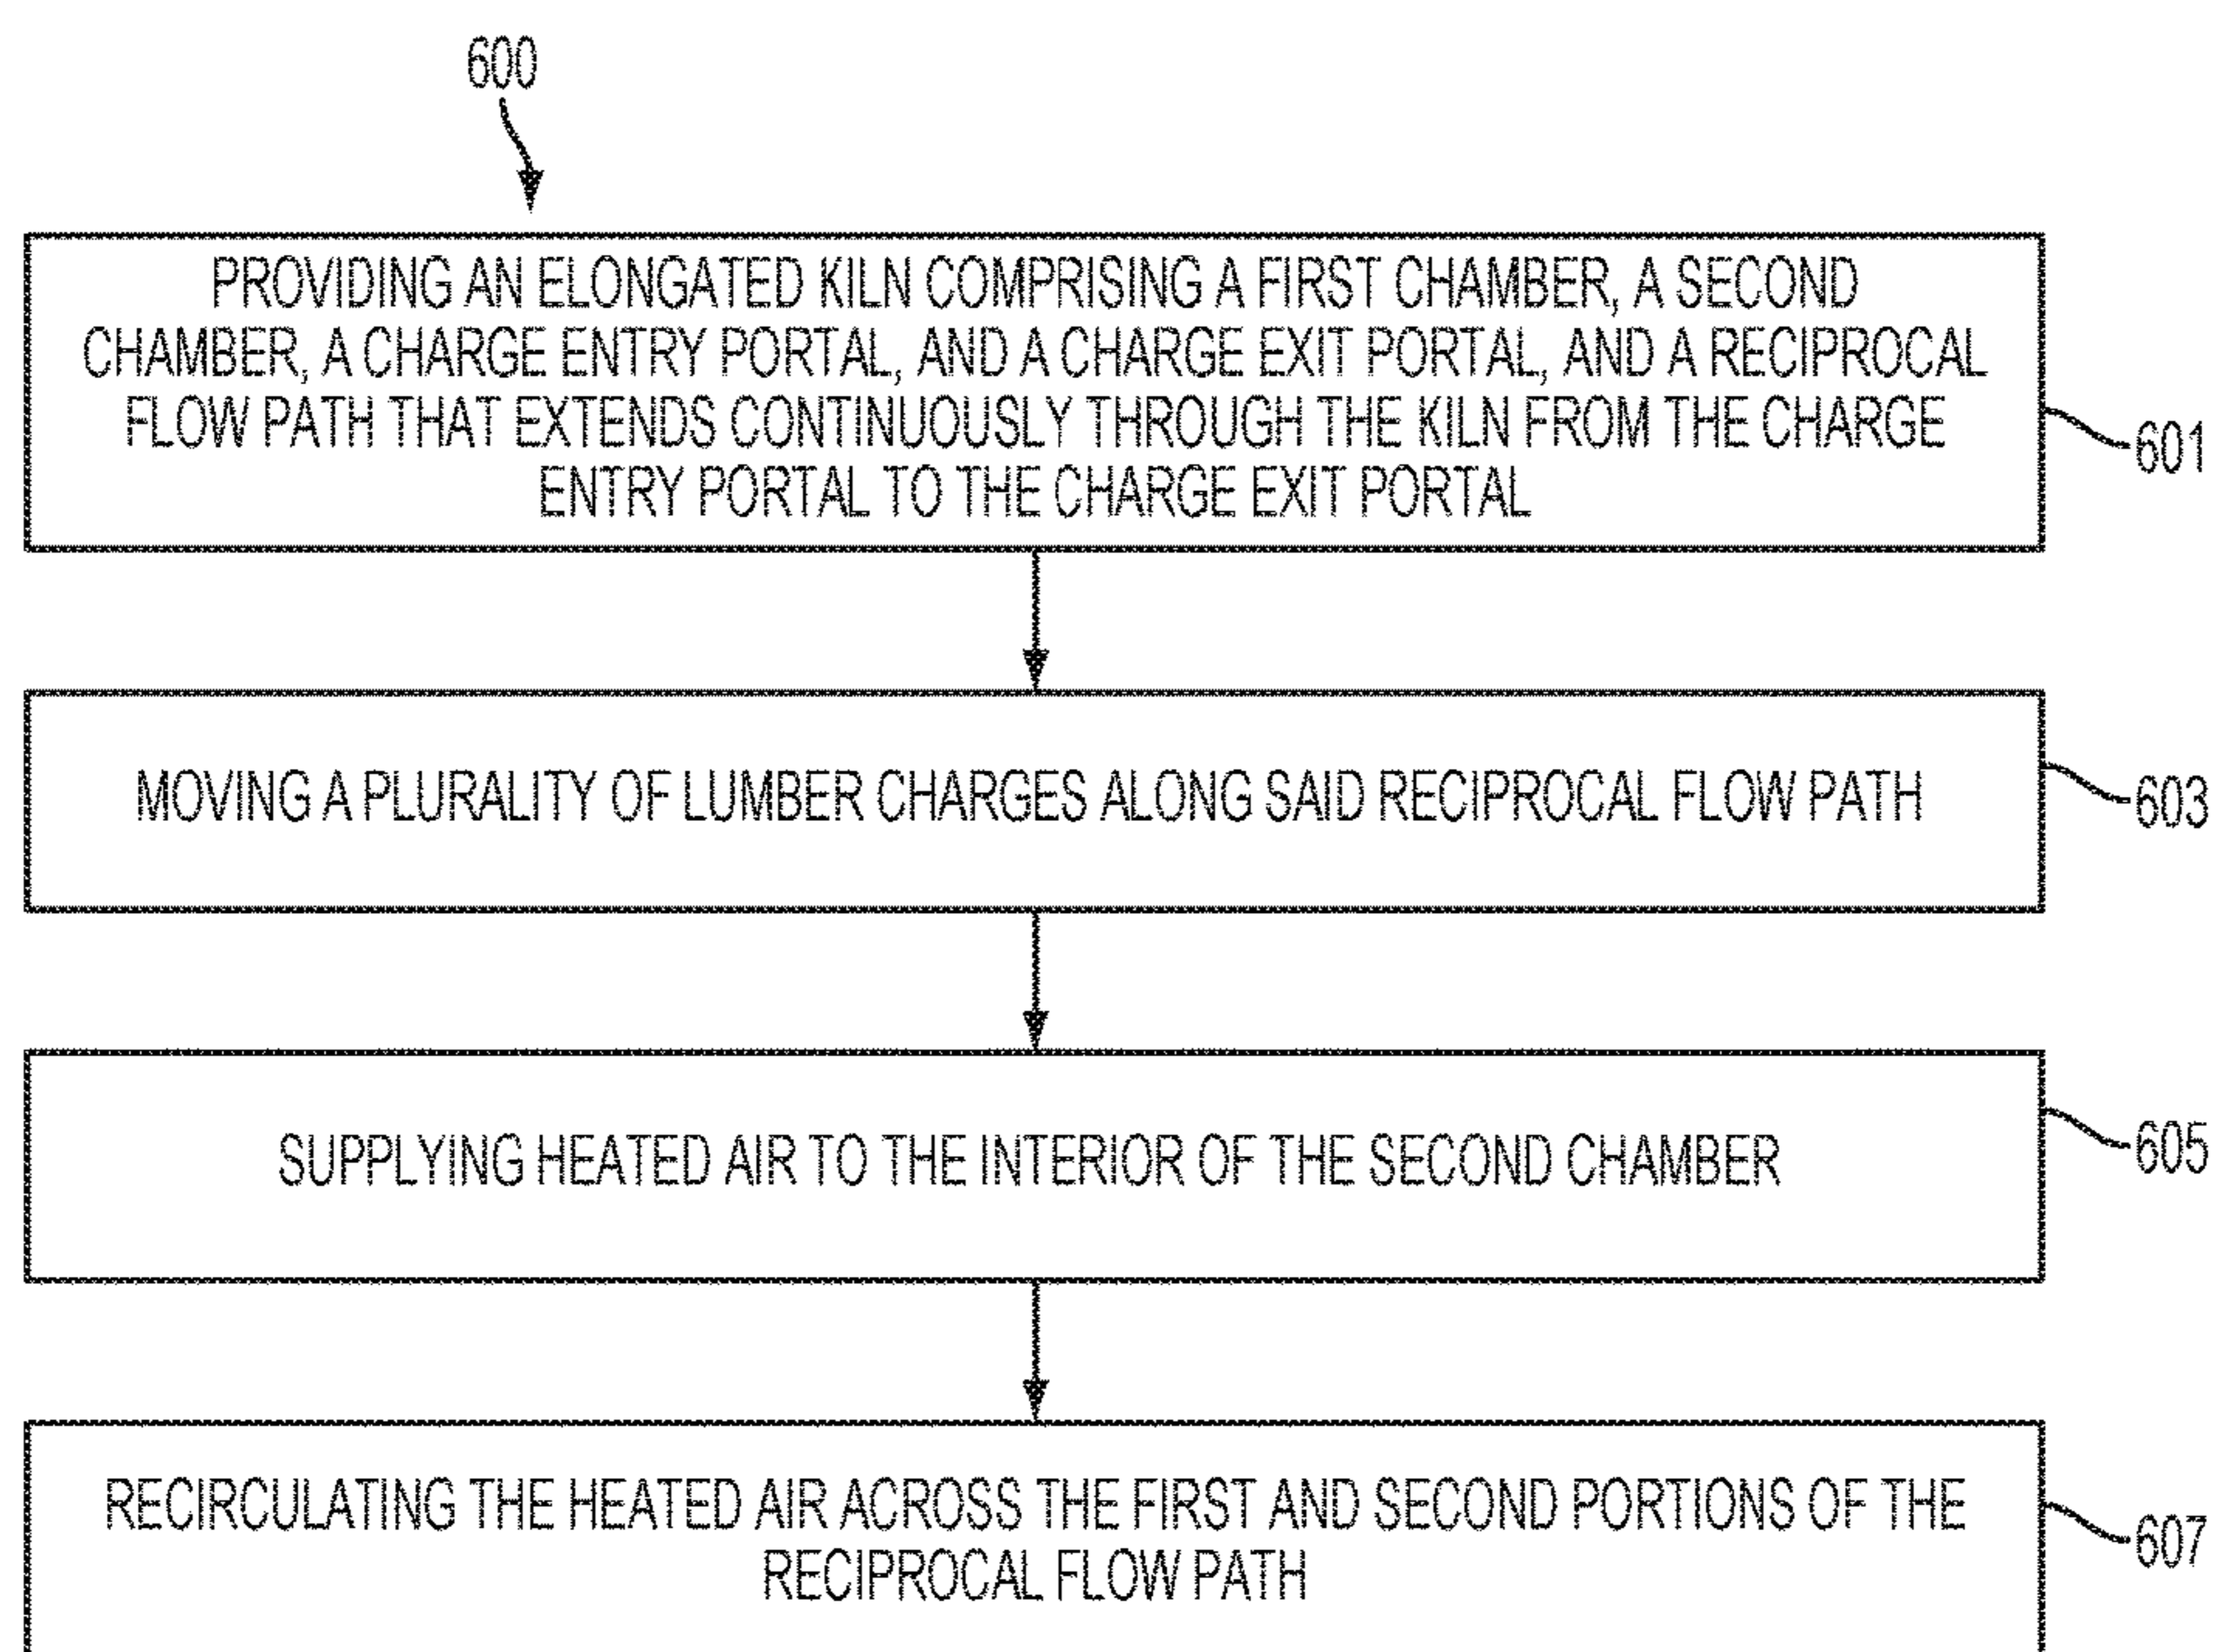 600
PROVIDING AN ELONGATED KILN COMPRISING A FIRST CHAMBER, A SECOND
CHAMBER, A CHARGE ENTRY PORTAL, AND A CHARGE EXIT PORTAL, AND A RECIPROCAL
FLOW PATH THAT EXTENDS CONTINUOUSLY THROUGH THE KILN FROM THE CHARGE
ENTRY PORTAL TO THE CHARGE EXIT PORTAL
601
MOVING A PLURALITY OF LUMBER CHARGES ALONG SAID RECIPROCAL FLOW PATH
603
SUPPLYING HEATED AIR TO THE INTERIOR OF THE SECOND CHAMBER
605
RECIRCULATING THE HEATED AIR ACROSS THE FIRST AND SECOND PORTIONS OF THE
RECIPROCAL FLOW PATH
607